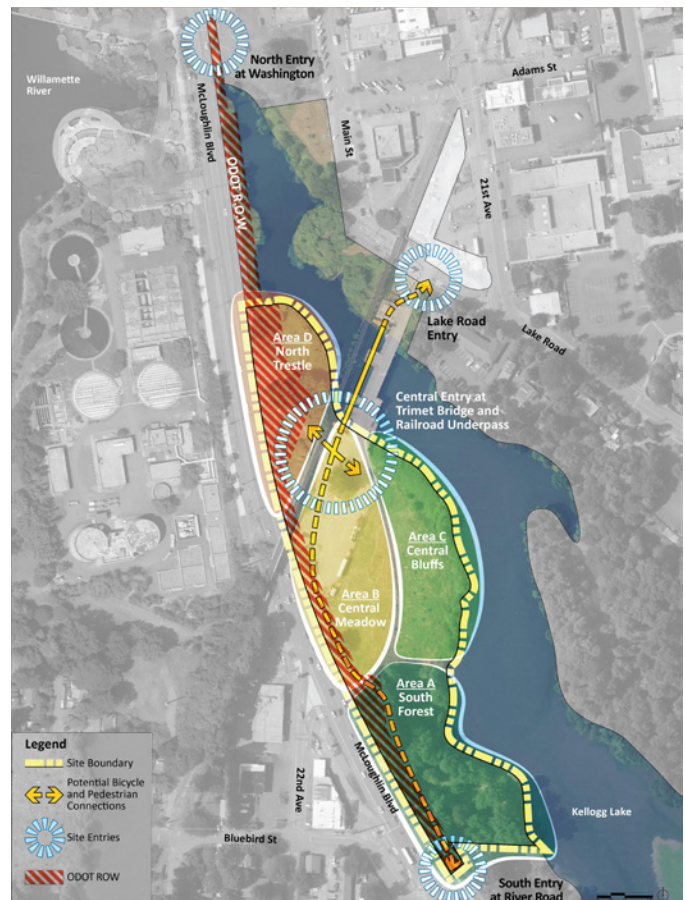 North Entry
at Washington
Willamette
River
McLoughlin Blvd
ODOT R.O.W.
Main St
Adams St
21st Ave
Lake Road
Lake Road
Entry
Area D
North
Trestle
Central Entry at
Trimet Bridge and
Railroad Underpass
Area C
Central
Bluffs
Area B
Central
Meadow
Area A
South
Forest
McLoughlin Blvd
22nd Ave
Bluebird St
Kellogg Lake
South Entry
at River Road
Legend
Site Boundary
Potential Bicycle
and Pedestrian
Connections
Site Entries
ODOT ROW